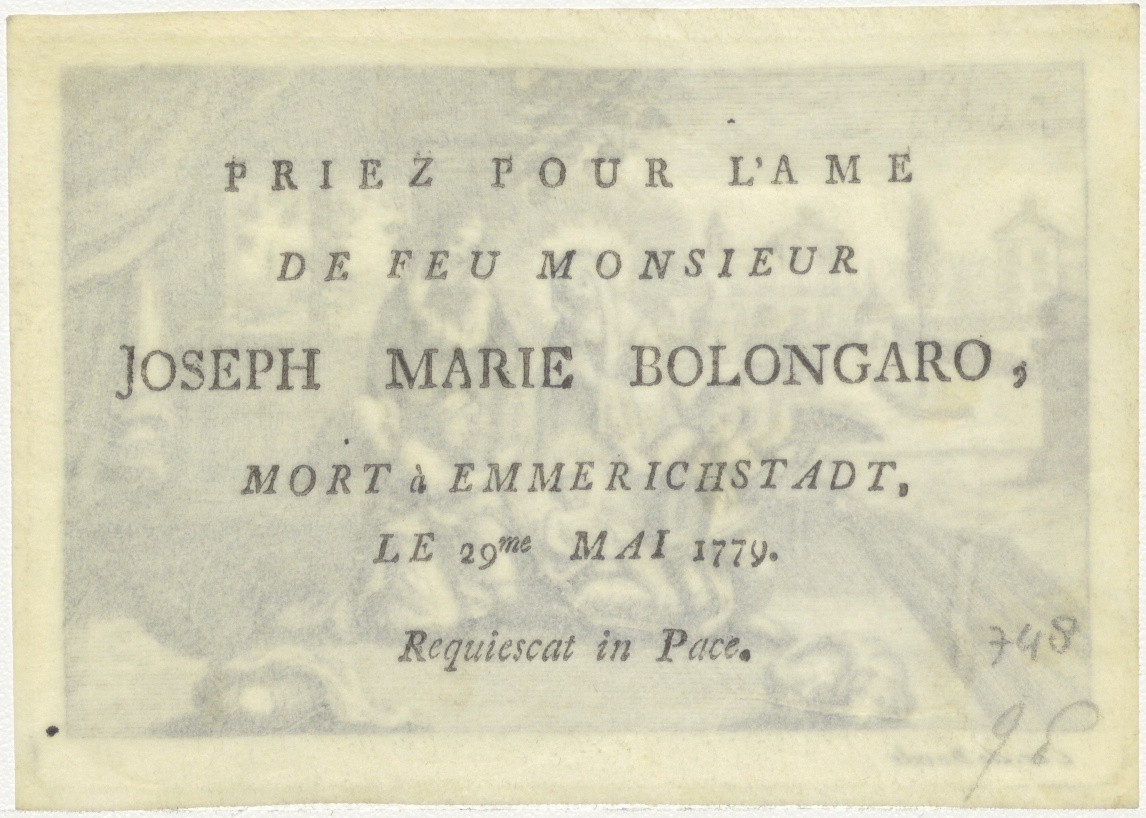 PRIEZ POUR L'AME
DE FEU MONSIEUR
JOSEPH MARIE BOLONGARO,
MORT à EMMERICHSTADT,
LE 29me MAI 1779.
Requiescat in Pace.
748